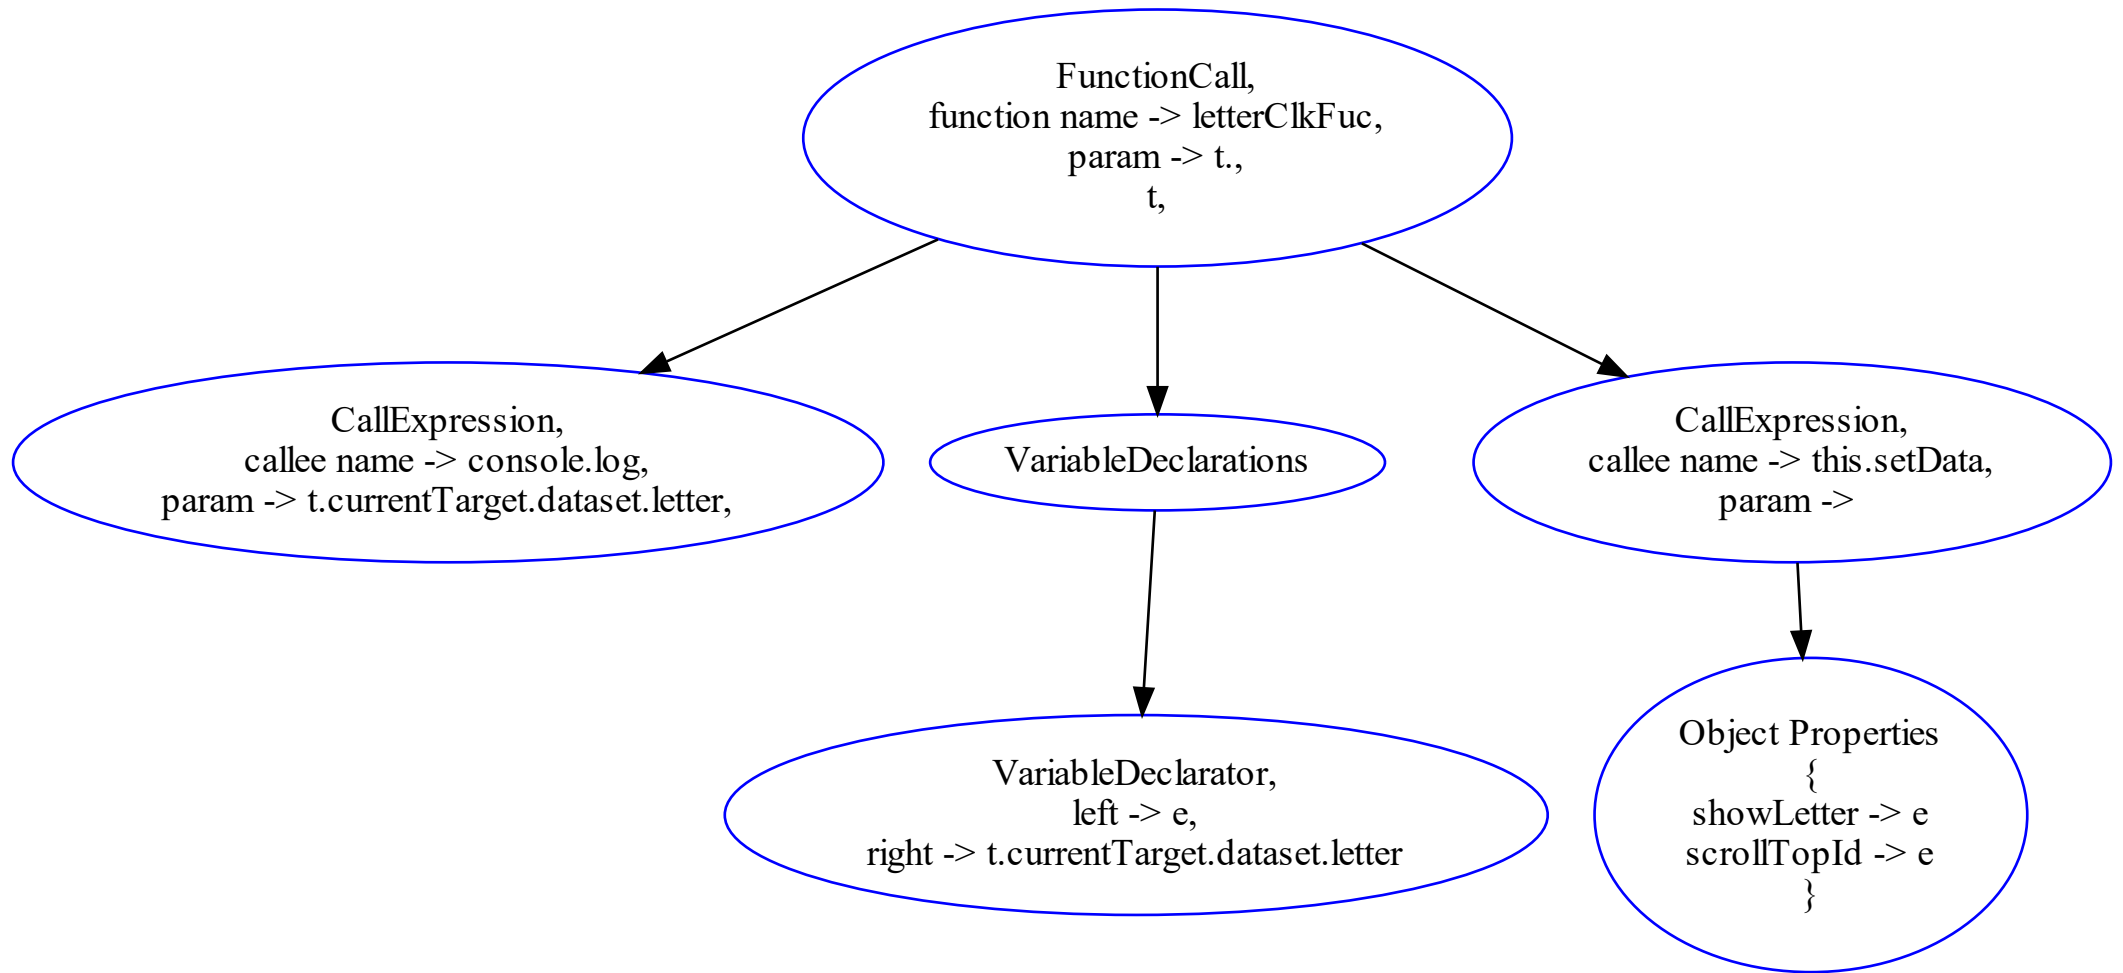 FunctionCall,
function name -> letterClkFuc,
param -> t.,
t,
CallExpression,
callee name -> console.log,
param -> t.currentTarget.dataset.letter,
VariableDeclarations
CallExpression,
callee name -> this.setData,
param ->
VariableDeclarator,
left -> e,
right -> t.currentTarget.dataset.letter
Object Properties
{
showLetter -> e
scrollTopId -> e
}